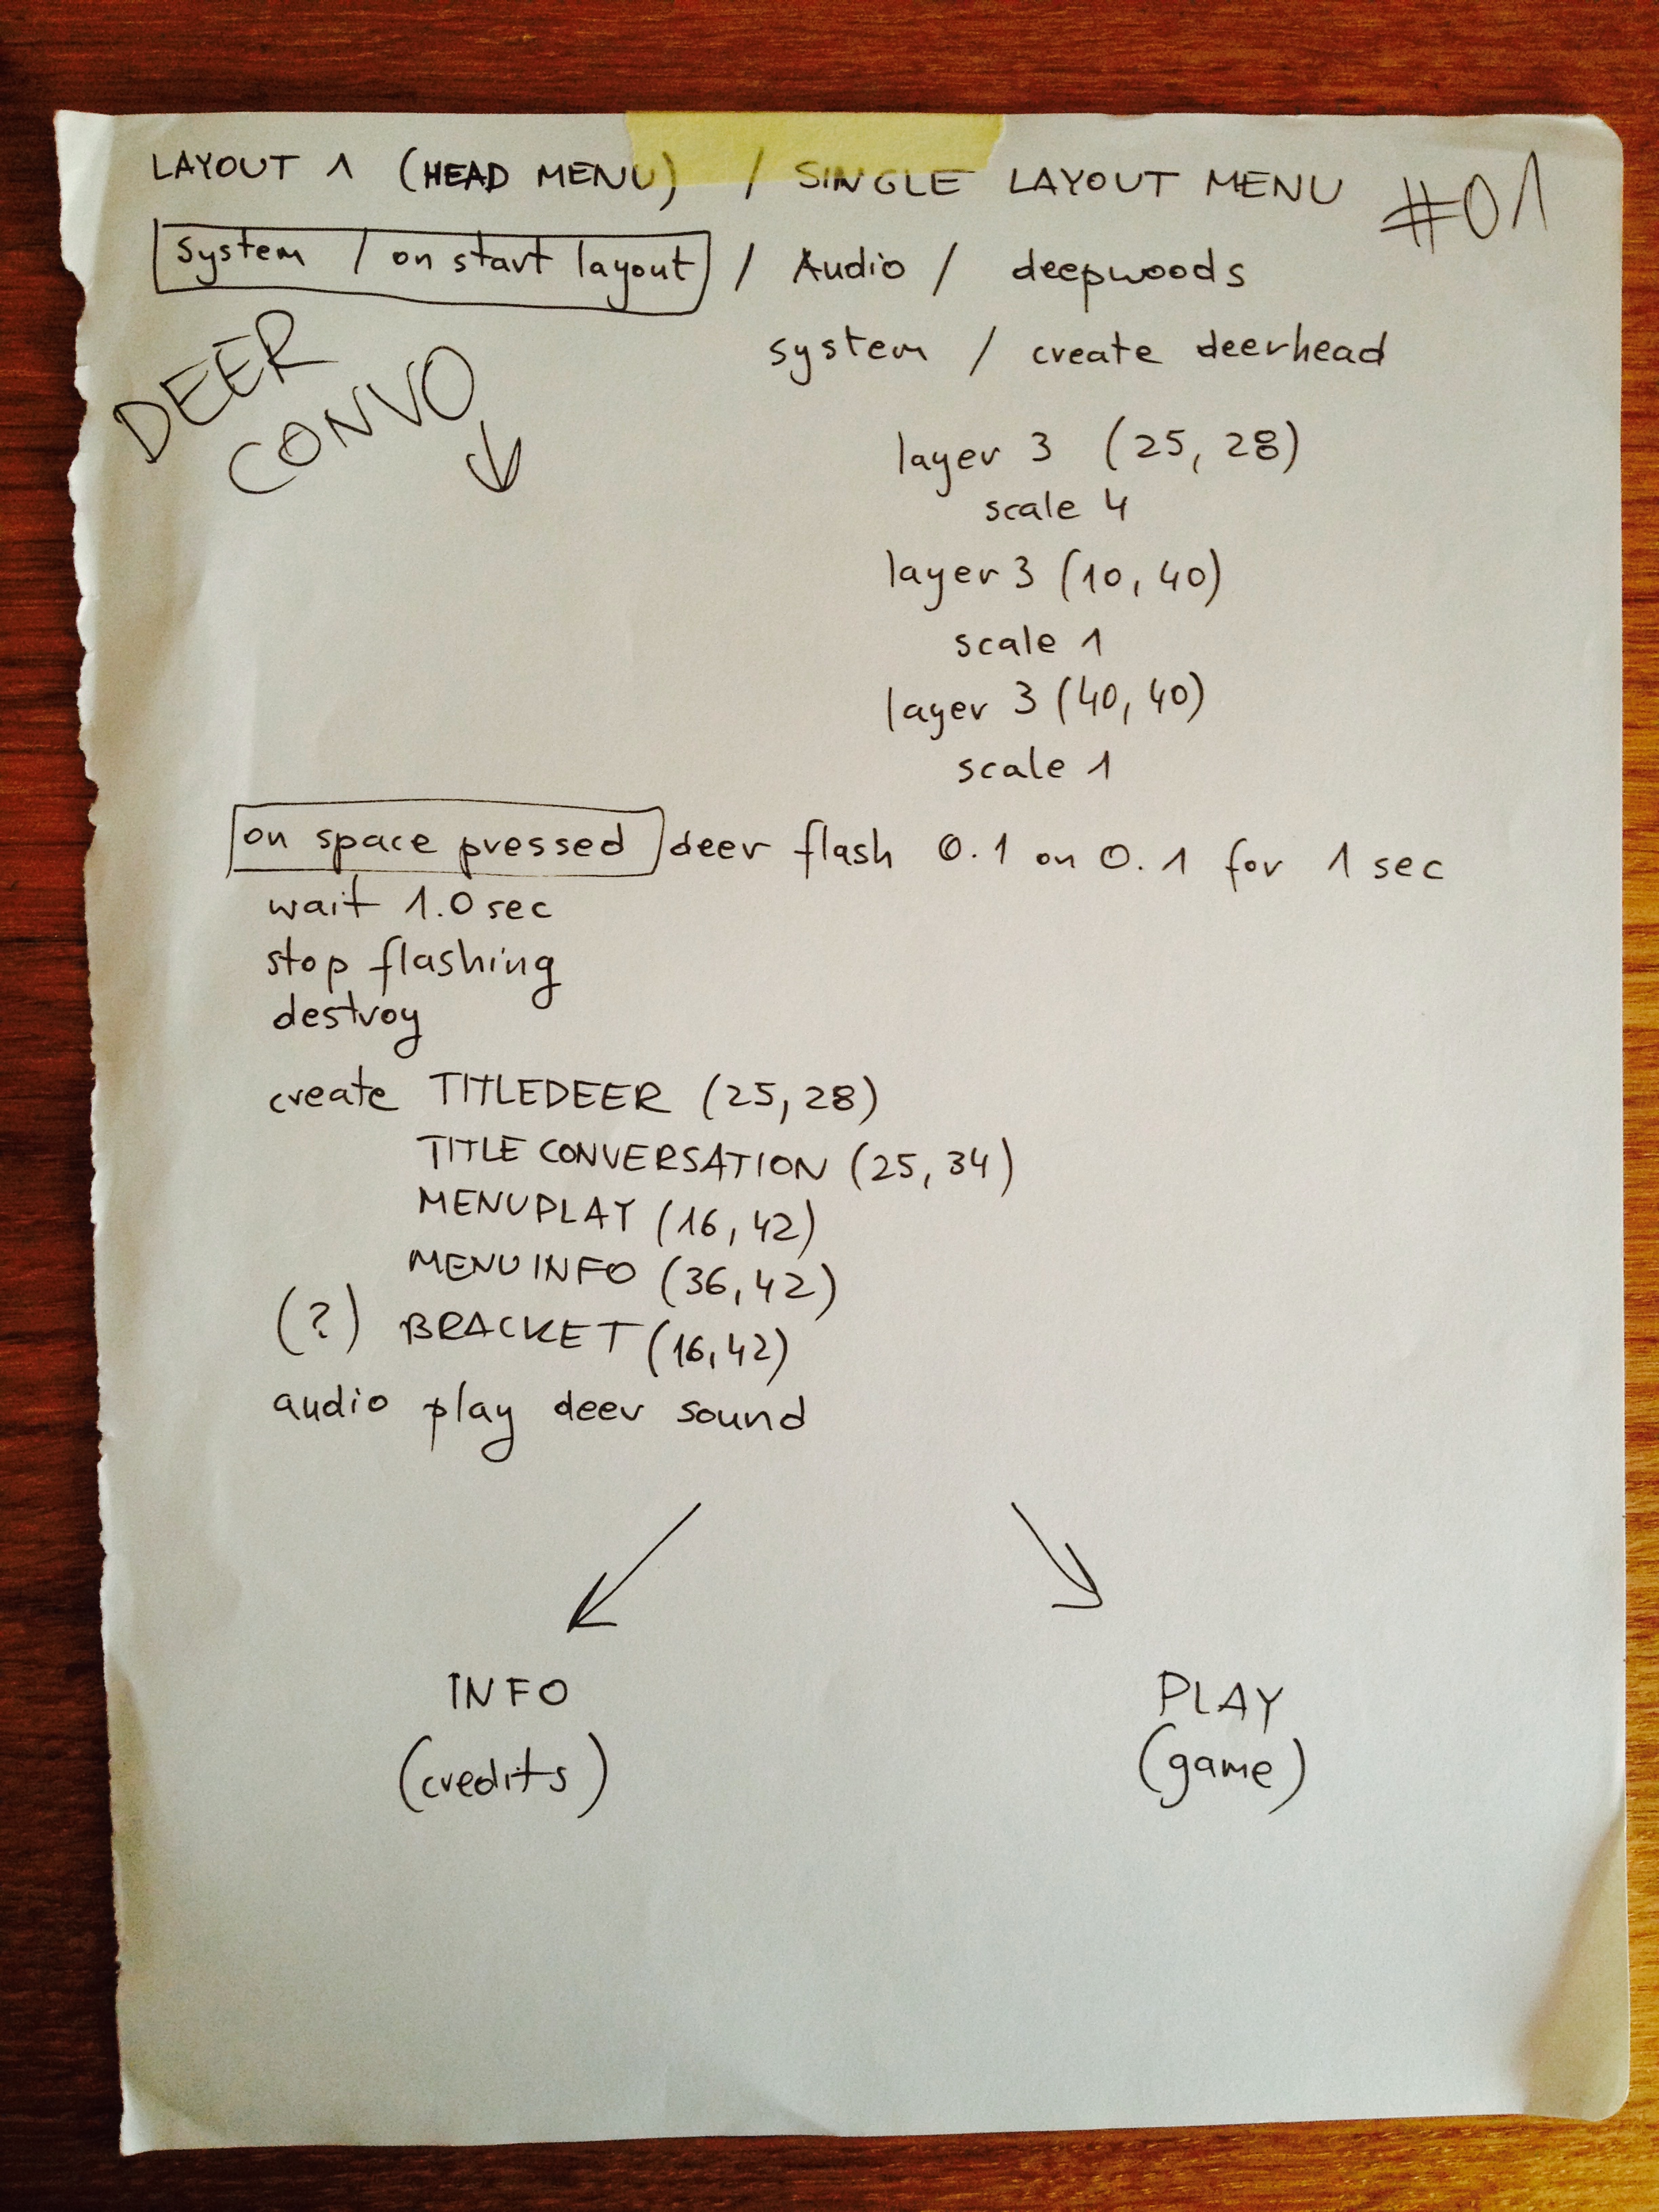 LAYOUT 1 (HEAD MENU) / SINGLE LAYOUT MENU #01
system / on start layout / Audio / deepwoods
system / create deerhead
DEER
CONVO
layer 3 (25, 28)
scale 4
layer 3 (10, 40)
scale 1
layer 3 (40, 40)
scale 1
on space pressed deer flash 0.1 on 0.1 for 1 sec
wait 1.0 sec
stop flashing
destroy
create TITLEDEER (25, 28)
TITLE CONVERSATION (25, 34)
MENUPLAY (16, 42)
MENUINFO (36, 42)
(?) BRACKET (16, 42)
audio play deer sound
INFO PLAY
(credits) (game)